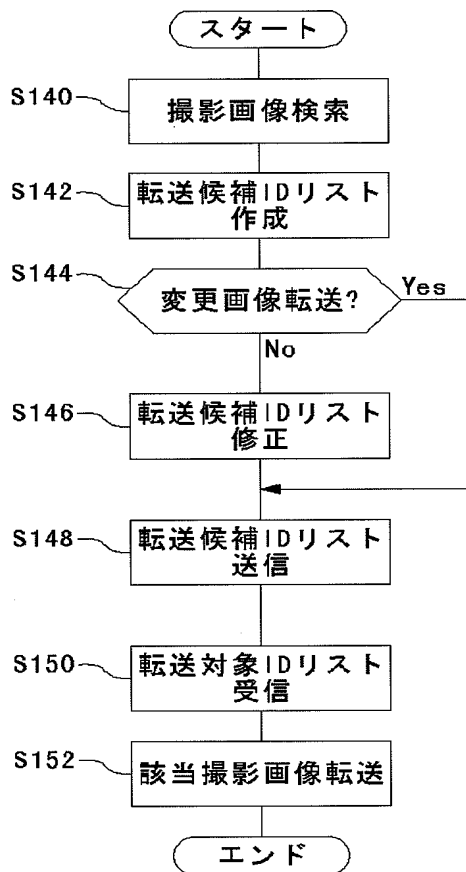 スタート
S140
撮影画像検索
S142
転送候補IDリスト
作成
S144
変更画像転送?
Yes
No
S146
転送候補IDリスト
修正
S148
転送候補IDリスト
送信
S150
転送対象IDリスト
受信
S152
該当撮影画像転送
エンド